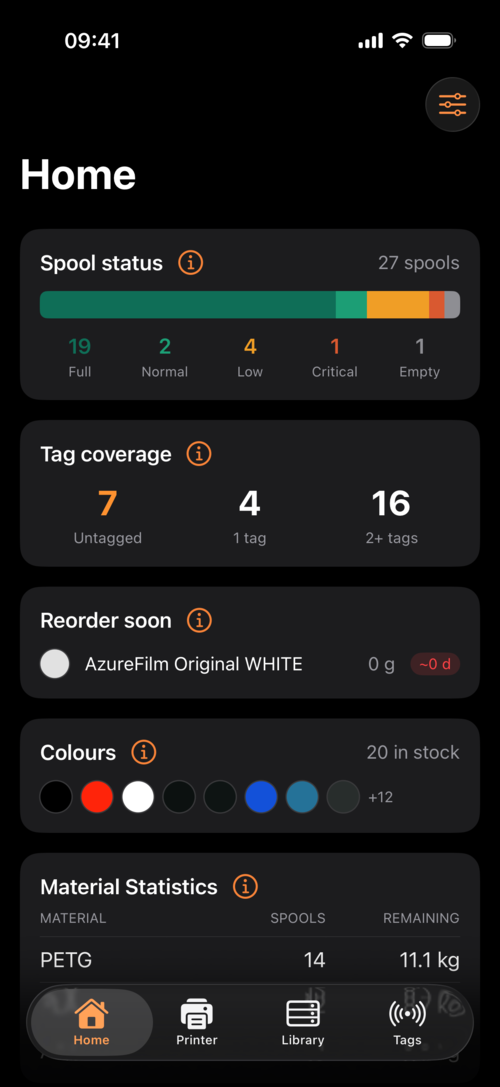 09:41
Home
Spool status 27 spools
19 2 4 1 1
Full Normal Low Critical Empty
Tag coverage
7 4 16
Untagged 1 tag 2+ tags
Reorder soon
AzureFilm Original WHITE 0 g ~0 d
Colours 20 in stock
+12
Material Statistics
MATERIAL SPOOLS REMAINING
PETG 14 11.1 kg
Home Printer Library Tags